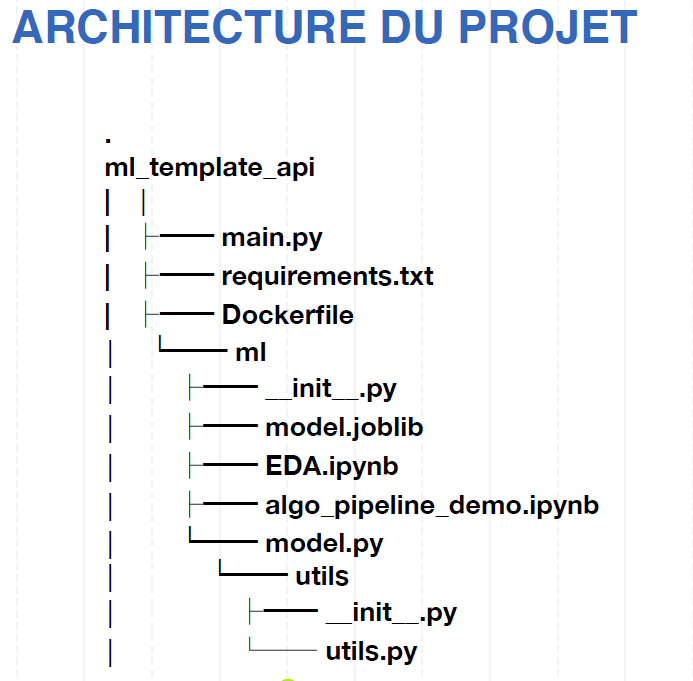 ARCHITECTURE DU PROJET
.
ml_template_api
main.py
requirements.txt
Dockerfile
ml
__init__.py
model.joblib
EDA.ipynb
algo_pipeline_demo.ipynb
model.py
utils
__init__.py
utils.py